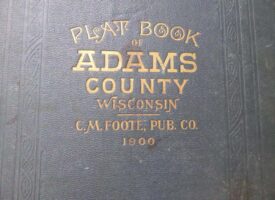 PLAT BOOK
OF
ADAMS
COUNTY
WISCONSIN
C.M. FOOTE, PUB. CO.
1900